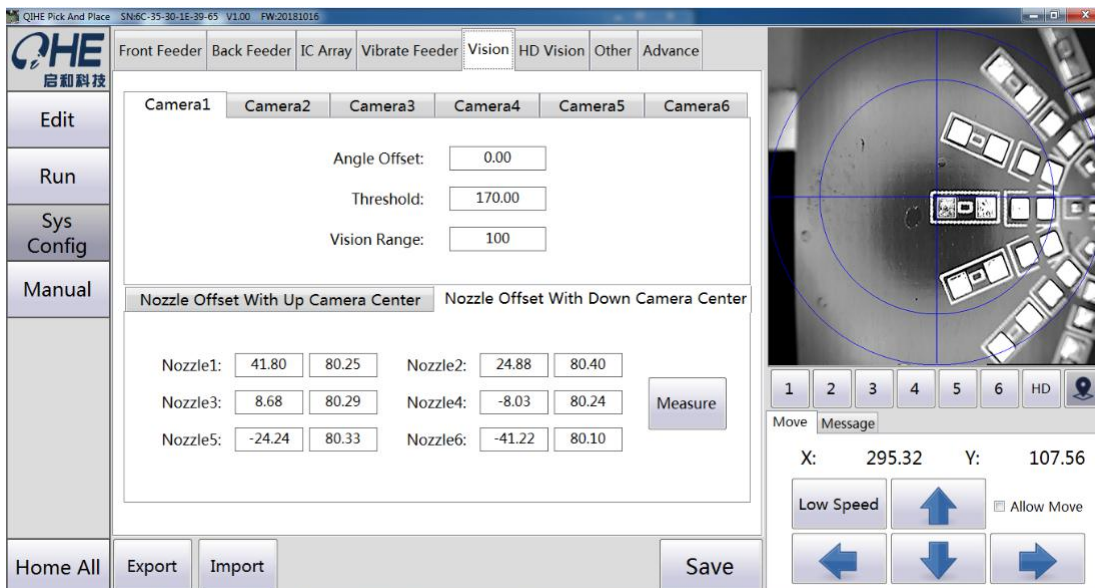 QIHE Pick And Place SN:6C-35-30-1E-39-65 V1.00 FW:20181016
QiHE
启和科技
Edit
Run
Sys
Config
Manual
Home All
Front Feeder Back Feeder IC Array Vibrate Feeder Vision HD Vision Other Advance
Camera1 Camera2 Camera3 Camera4 Camera5 Camera6
Angle Offset: 0.00
Threshold: 170.00
Vision Range: 100
Nozzle Offset With Up Camera Center Nozzle Offset With Down Camera Center
Nozzle1: 41.80 80.25 Nozzle2: 24.88 80.40
Nozzle3: 8.68 80.29 Nozzle4: -8.03 80.24
Measure
Nozzle5: -24.24 80.33 Nozzle6: -41.22 80.10
Export Import Save
1 2 3 4 5 6 HD
Move Message
X: 295.32 Y: 107.56
Low Speed Allow Move